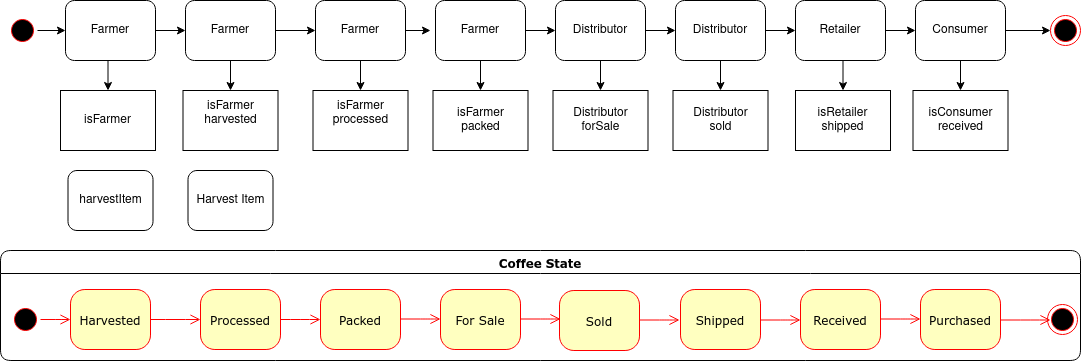 Farmer
Farmer
Farmer
Farmer
Distributor
Distributor
Retailer
Consumer
isFarmer
isFarmer
harvested
isFarmer
processed
isFarmer
packed
Distributor
forSale
Distributor
sold
isRetailer
shipped
isConsumer
received
harvestItem
Harvest Item
Coffee State
Harvested
Processed
Packed
For Sale
Sold
Shipped
Received
Purchased